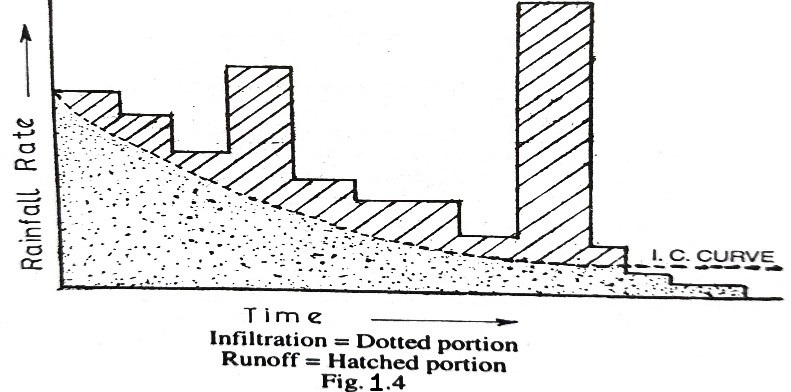 Rainfall Rate
I. C. CURVE
Time
Infiltration = Dotted portion
Runoff = Hatched portion
Fig. 1.4